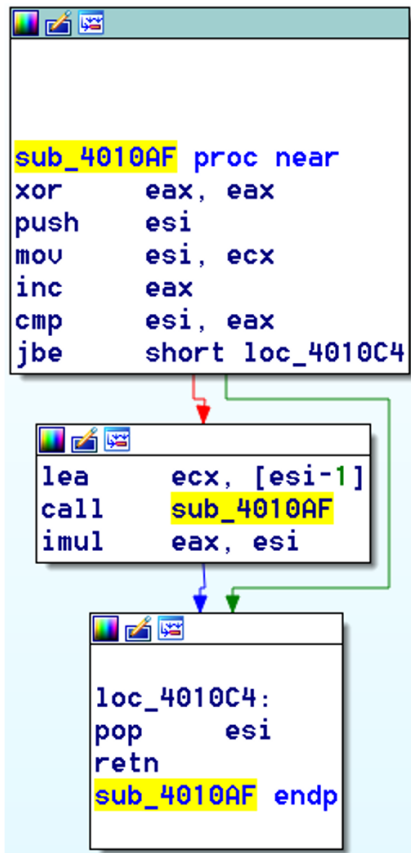 sub_4010AF proc near
xor eax, eax
push esi
mov esi, ecx
inc eax
cmp esi, eax
jbe short loc_4010C4
lea ecx, [esi-1]
call sub_4010AF
imul eax, esi
loc_4010C4:
pop esi
retn
sub_4010AF endp